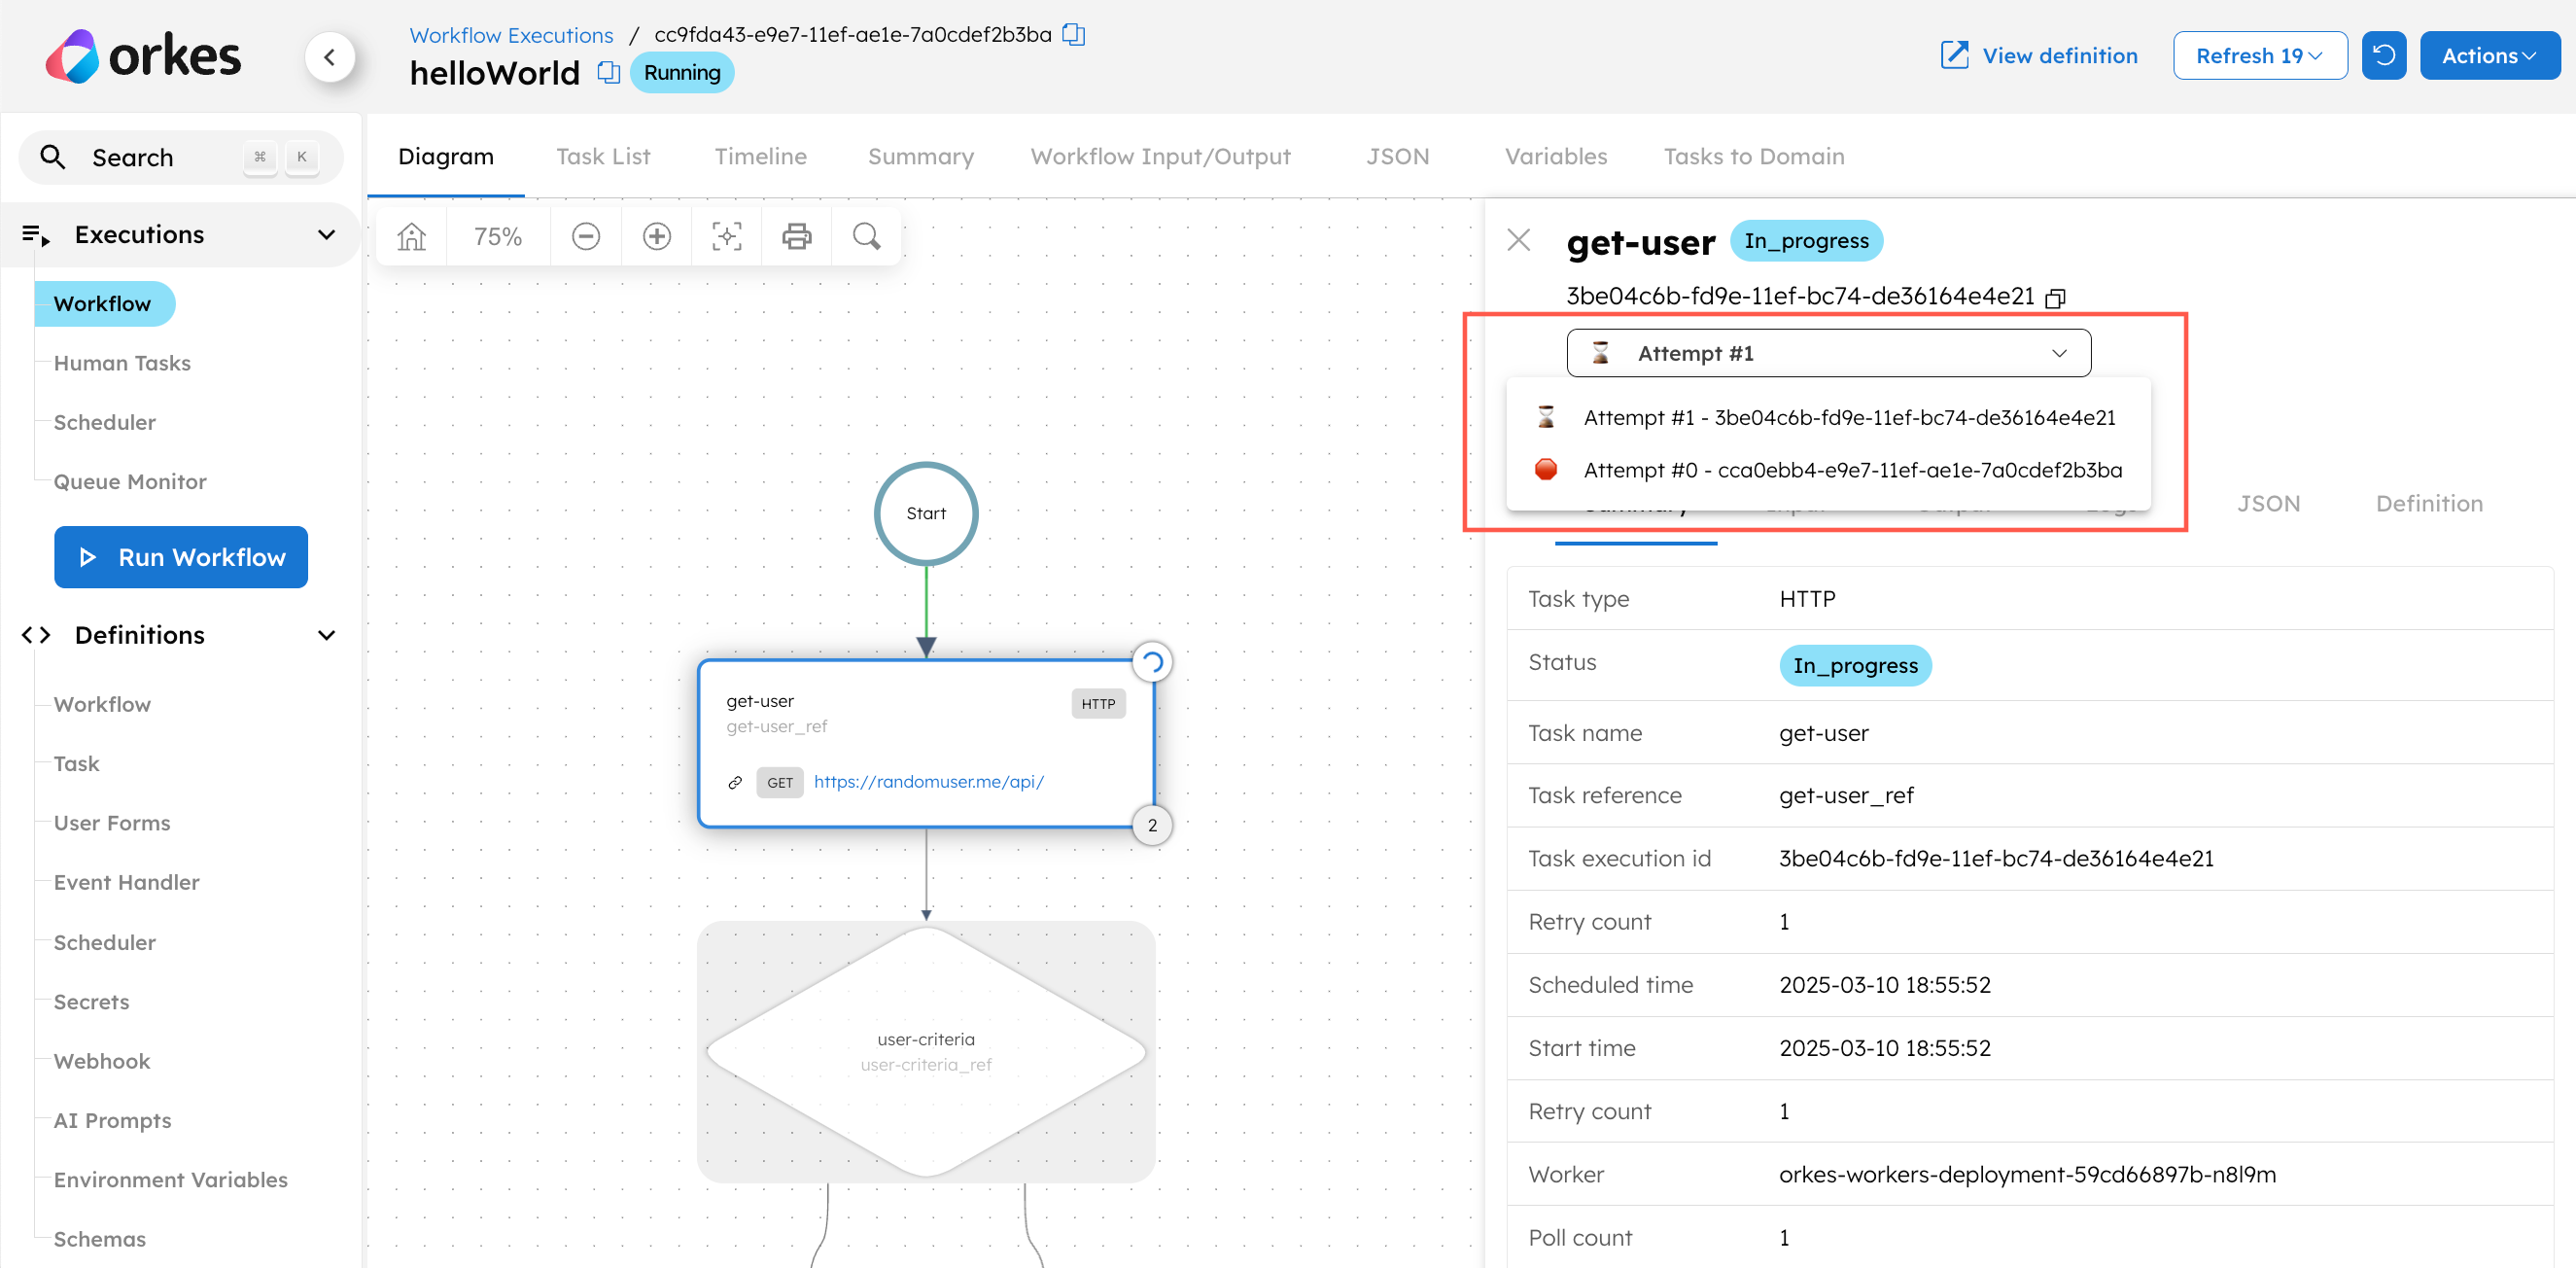 orkes
Workflow Executions / cc9fda43-e9e7-11ef-ae1e-7a0cdef2b3ba
helloWorld Running
View definition
Refresh 19
Actions
Search ⌘ K
Executions
Workflow
Human Tasks
Scheduler
Queue Monitor
Run Workflow
Definitions
Workflow
Task
User Forms
Event Handler
Scheduler
Secrets
Webhook
AI Prompts
Environment Variables
Schemas
Diagram Task List Timeline Summary Workflow Input/Output JSON Variables Tasks to Domain
75%
Start
get-user HTTP
get-user_ref
GET https://randomuser.me/api/
2
user-criteria
user-criteria_ref
get-user In_progress
3be04c6b-fd9e-11ef-bc74-de36164e4e21
Attempt #1
Attempt #1 - 3be04c6b-fd9e-11ef-bc74-de36164e4e21
Attempt #0 - cca0ebb4-e9e7-11ef-ae1e-7a0cdef2b3ba
Summary Input Output Logs JSON Definition
Task type HTTP
Status In_progress
Task name get-user
Task reference get-user_ref
Task execution id 3be04c6b-fd9e-11ef-bc74-de36164e4e21
Retry count 1
Scheduled time 2025-03-10 18:55:52
Start time 2025-03-10 18:55:52
Retry count 1
Worker orkes-workers-deployment-59cd66897b-n8l9m
Poll count 1